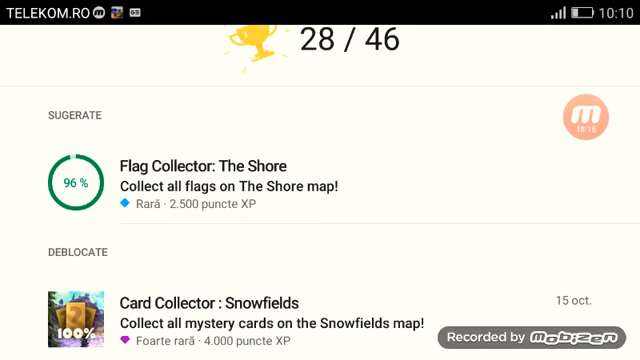 TELEKOM.RO 10:10
28 / 46
SUGERATE
18:16
96 %
Flag Collector: The Shore
Collect all flags on The Shore map!
Rară · 2.500 puncte XP
DEBLOCATE
100%
Card Collector : Snowfields
15 oct.
Collect all mystery cards on the Snowfields map!
Foarte rară · 4.000 puncte XP
Recorded by Mobizen